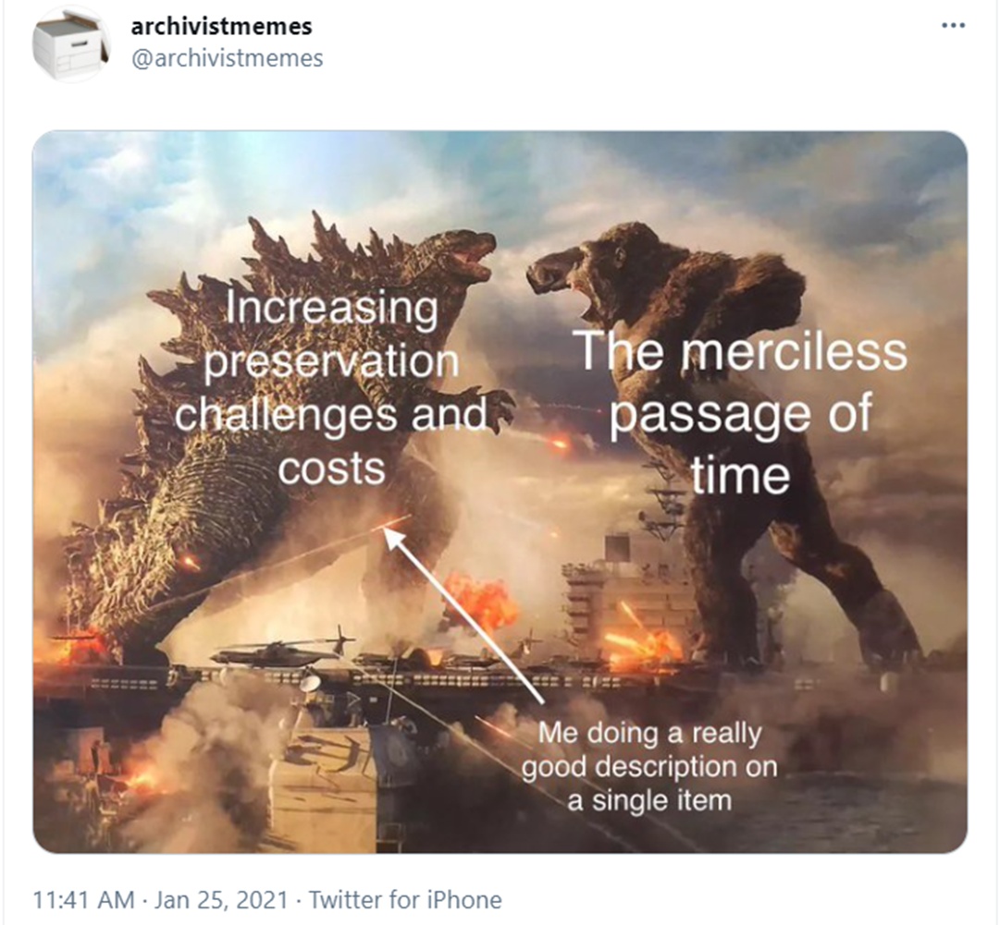 archivistmemes
@archivistmemes
Increasing
preservation
challenges and
costs
The merciless
passage of
time
Me doing a really
good description on
a single item
11:41 AM · Jan 25, 2021 · Twitter for iPhone